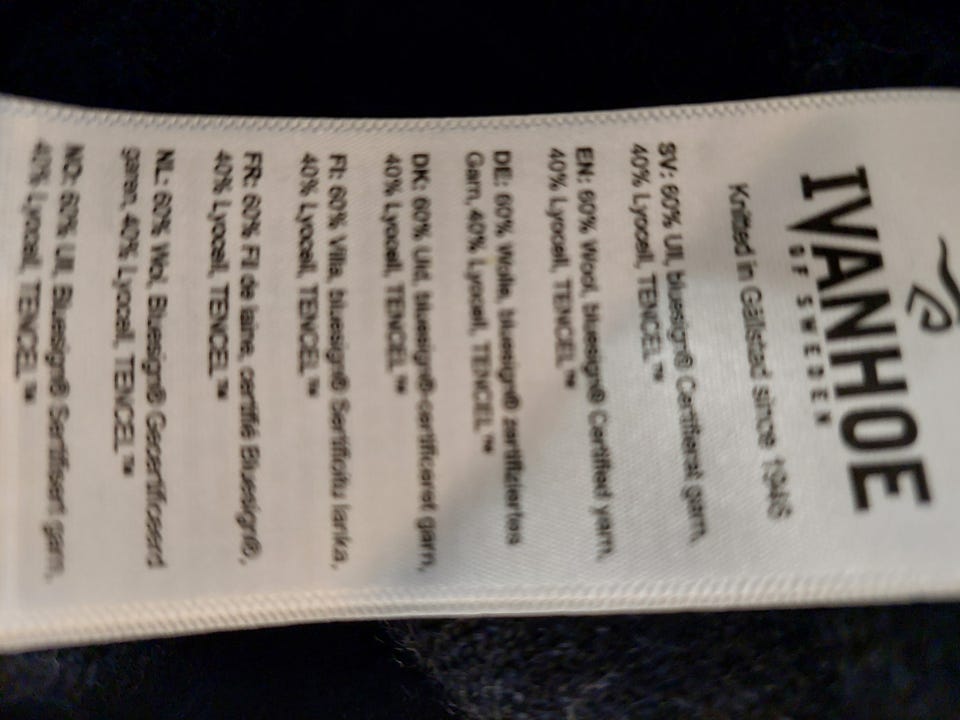 IVANHOE
OF SWEDEN
Knitted in Gällstad since 1946
SV: 60% Ull, bluesign® Certifierat garn,
40% Lyocell, TENCEL™
EN: 60% Wool, bluesign® Certified yarn,
40% Lyocell, TENCEL™
DE: 60% Wolle, bluesign® zertifiziertes
Garn, 40% Lyocell, TENCEL™
DK: 60% Uld, bluesign®-certificeret garn,
40% Lyocell, TENCEL™
FI: 60% Villa, bluesign® Sertifioitu lanka,
40% Lyocell, TENCEL™
FR: 60% Fil de laine, certifié Bluesign®,
40% Lyocell, TENCEL™
NL: 60% Wol, Bluesign® Gecertificeerd
garen, 40% Lyocell, TENCEL™
NO: 60% Ull, Bluesign® Sertifisert garn,
40% Lyocell, TENCEL™